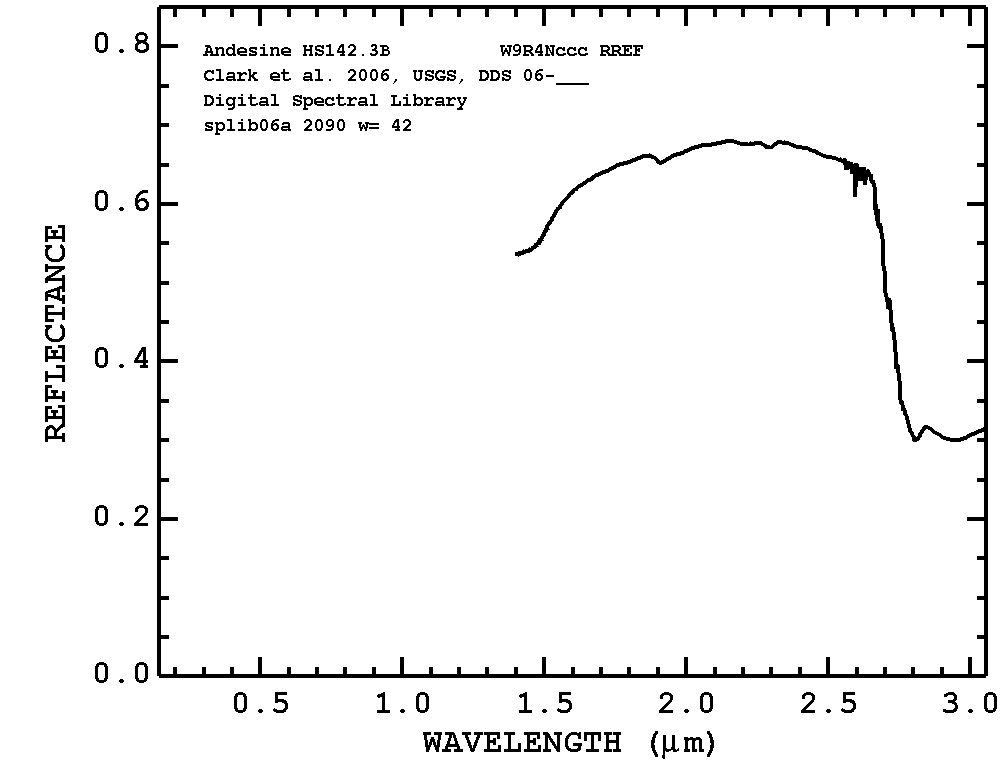 Andesine HS142.3B W9R4Nccc RREF
Clark et al. 2006, USGS, DDS 06-___
Digital Spectral Library
splib06a 2090 w= 42
0.8
0.6
0.4
0.2
0.0
REFLECTANCE
0.5 1.0 1.5 2.0 2.5 3.0
WAVELENGTH (μm)